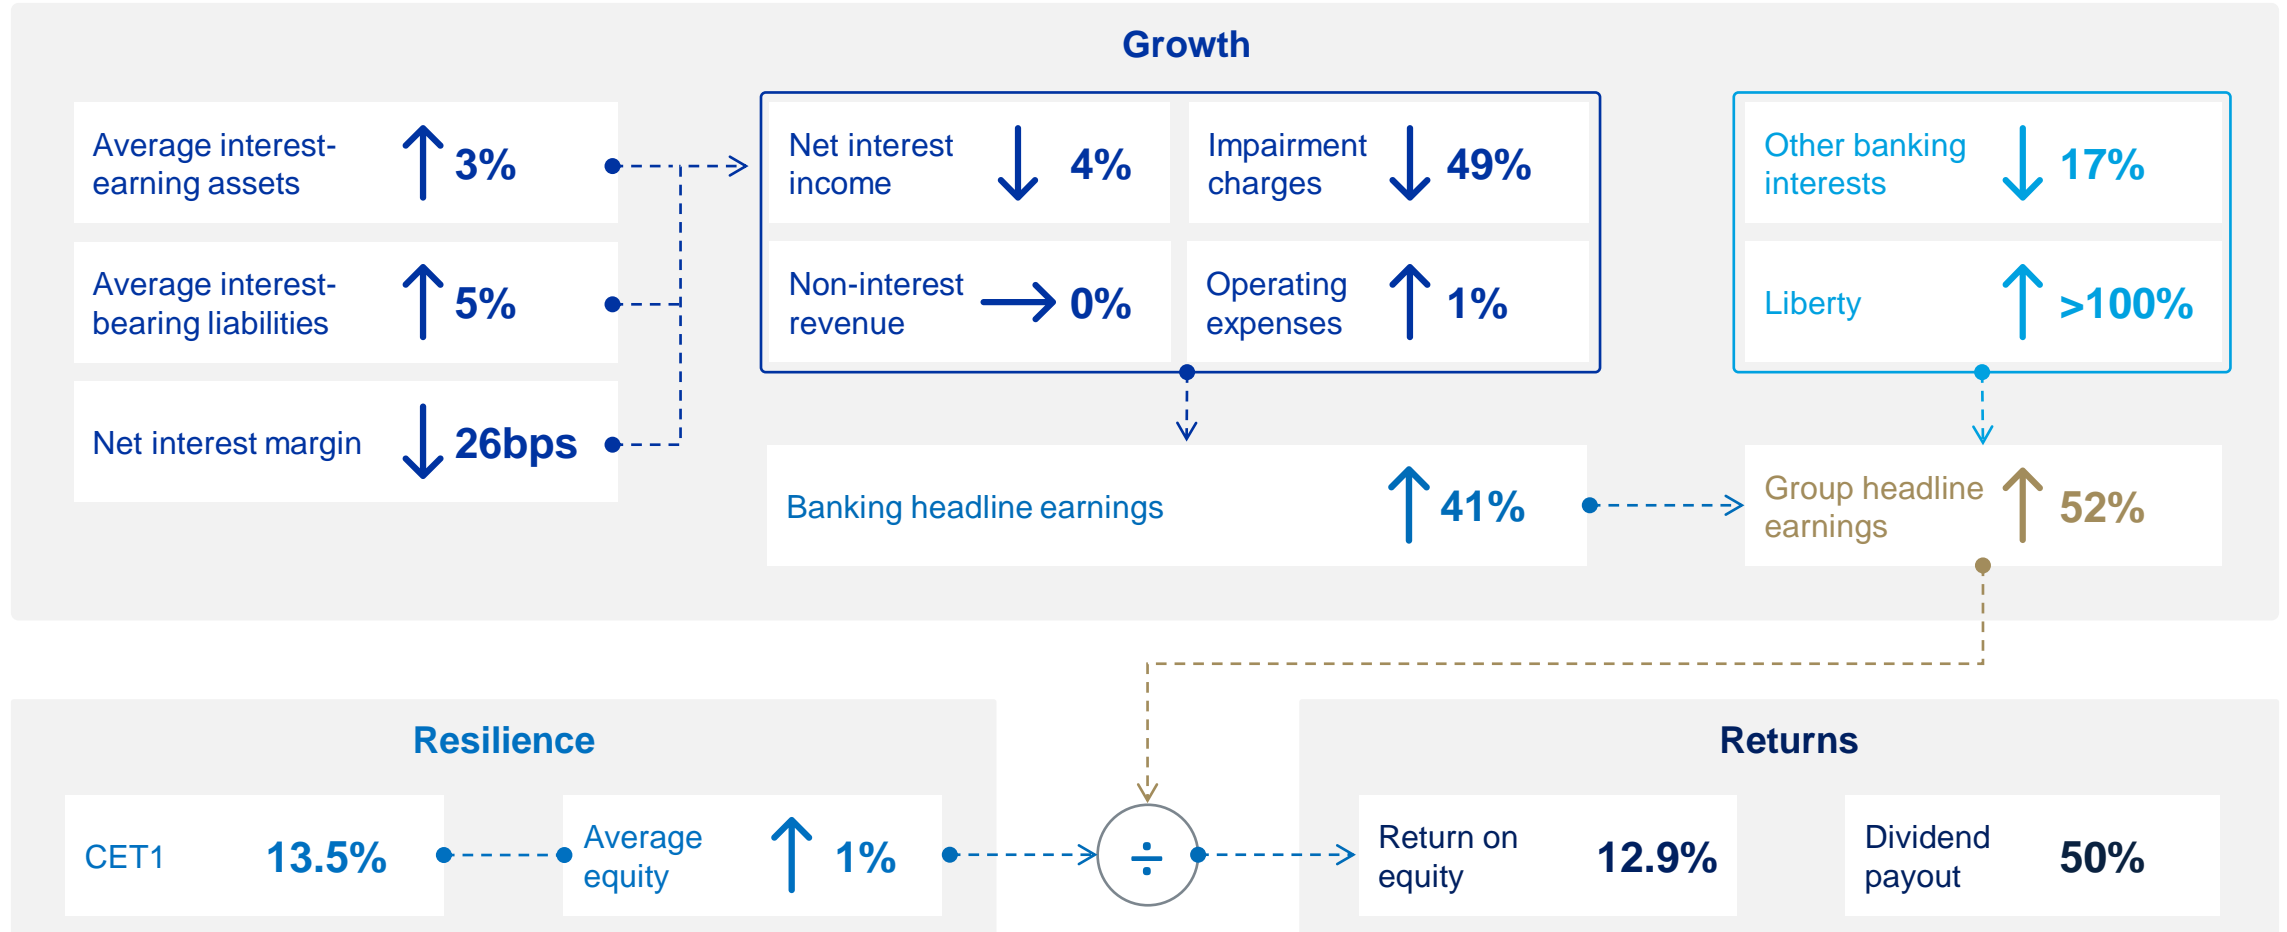 Growth
Average interest-
earning assets
3%
Average interest-
bearing liabilities
5%
Net interest margin
26bps
Net interest
income
4%
Impairment
charges
49%
Non-interest
revenue
0%
Operating
expenses
1%
Other banking
interests
17%
Liberty
>100%
Banking headline earnings
41%
Group headline
earnings
52%
Resilience
CET1
13.5%
Average
equity
1%
÷
Returns
Return on
equity
12.9%
Dividend
payout
50%